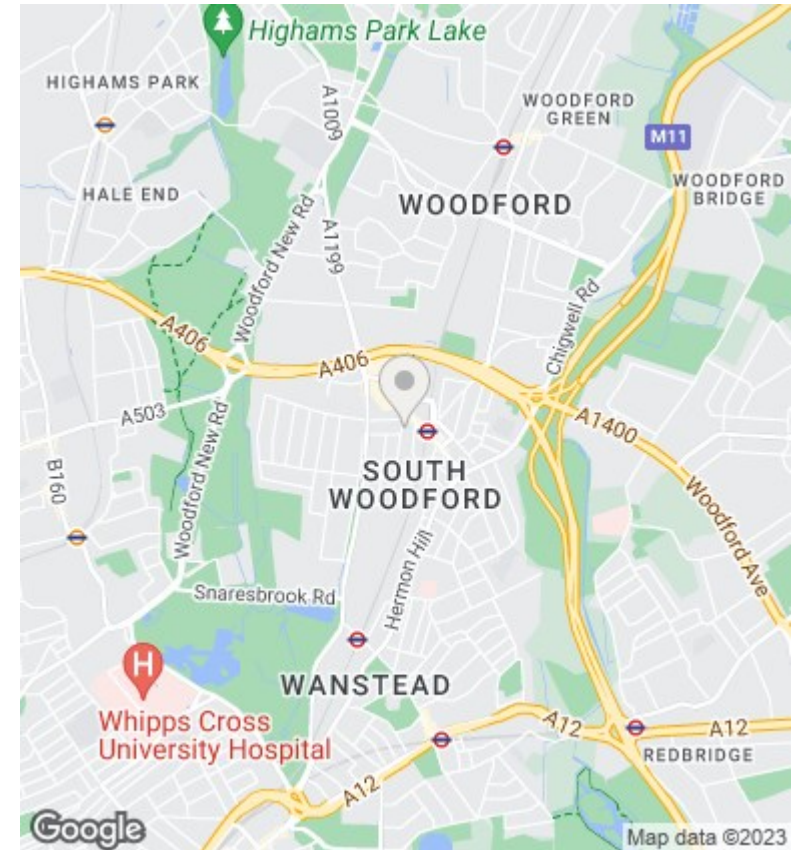 Highams Park Lake
HIGHAMS PARK
A1009
WOODFORD
GREEN
M11
WOODFORD
BRIDGE
HALE END
WOODFORD
Woodford New Rd
A1199
Chigwell Rd
A406
A406
A503
A1400
Woodford New Rd
B160
SOUTH
WOODFORD
Woodford Ave
Hermon Hill
Snaresbrook Rd
H
WANSTEAD
Whipps Cross
University Hospital
A12
A12
REDBRIDGE
A12
Google
Map data ©2023